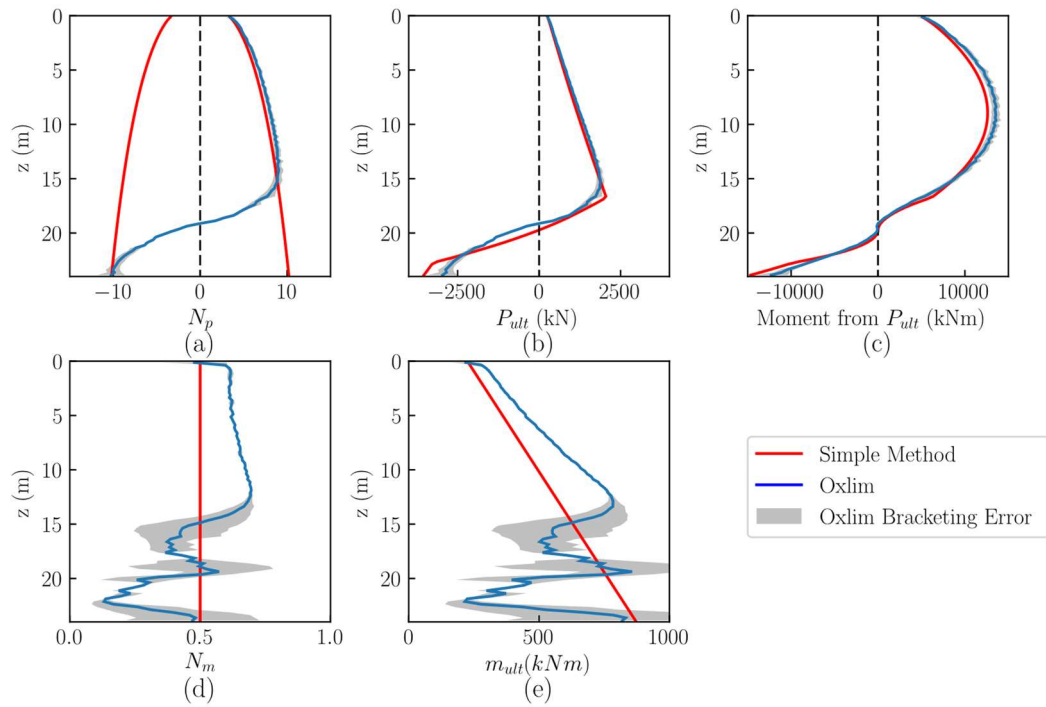 0
5
10
15
20
z (m)
−10
0
10
N_p
(a)
0
5
10
15
20
z (m)
−2500
0
2500
P_ult (kN)
(b)
0
5
10
15
20
z (m)
−10000
0
10000
Moment from P_ult (kNm)
(c)
0
5
10
15
20
z (m)
0.0
0.5
1.0
N_m
(d)
0
5
10
15
20
z (m)
0
500
1000
m_ult(kNm)
(e)
Simple Method
Oxlim
Oxlim Bracketing Error